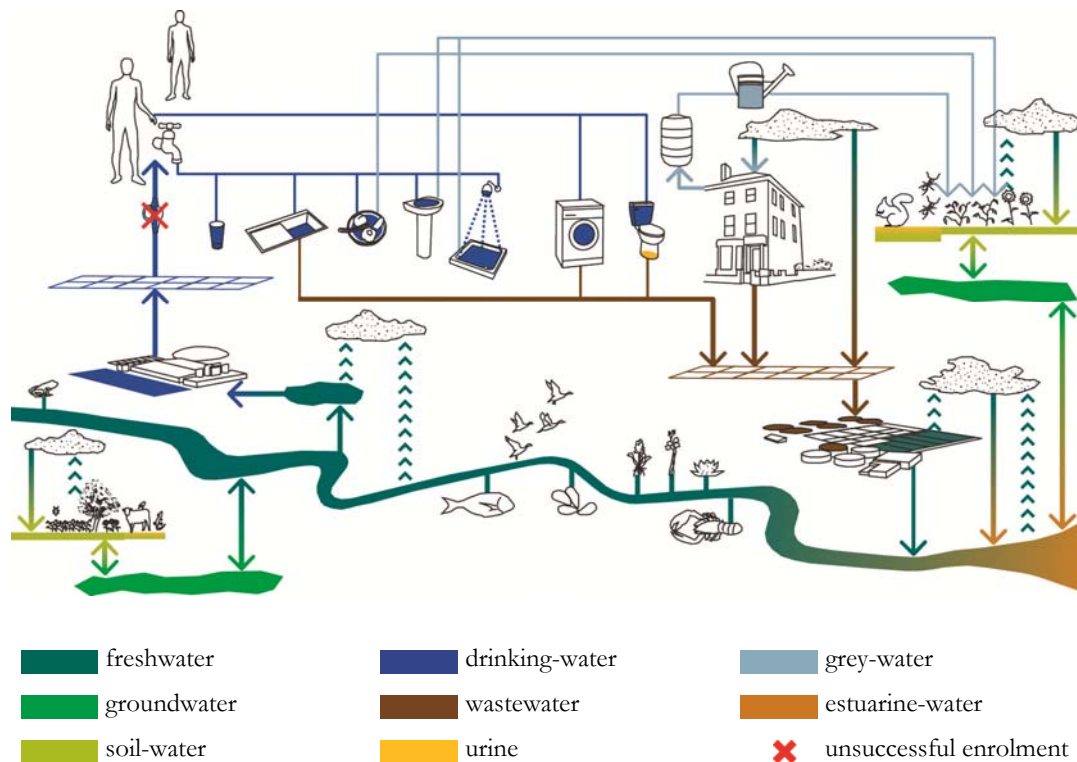 freshwater
drinking-water
grey-water
groundwater
wastewater
estuarine-water
soil-water
urine
unsuccessful enrolment